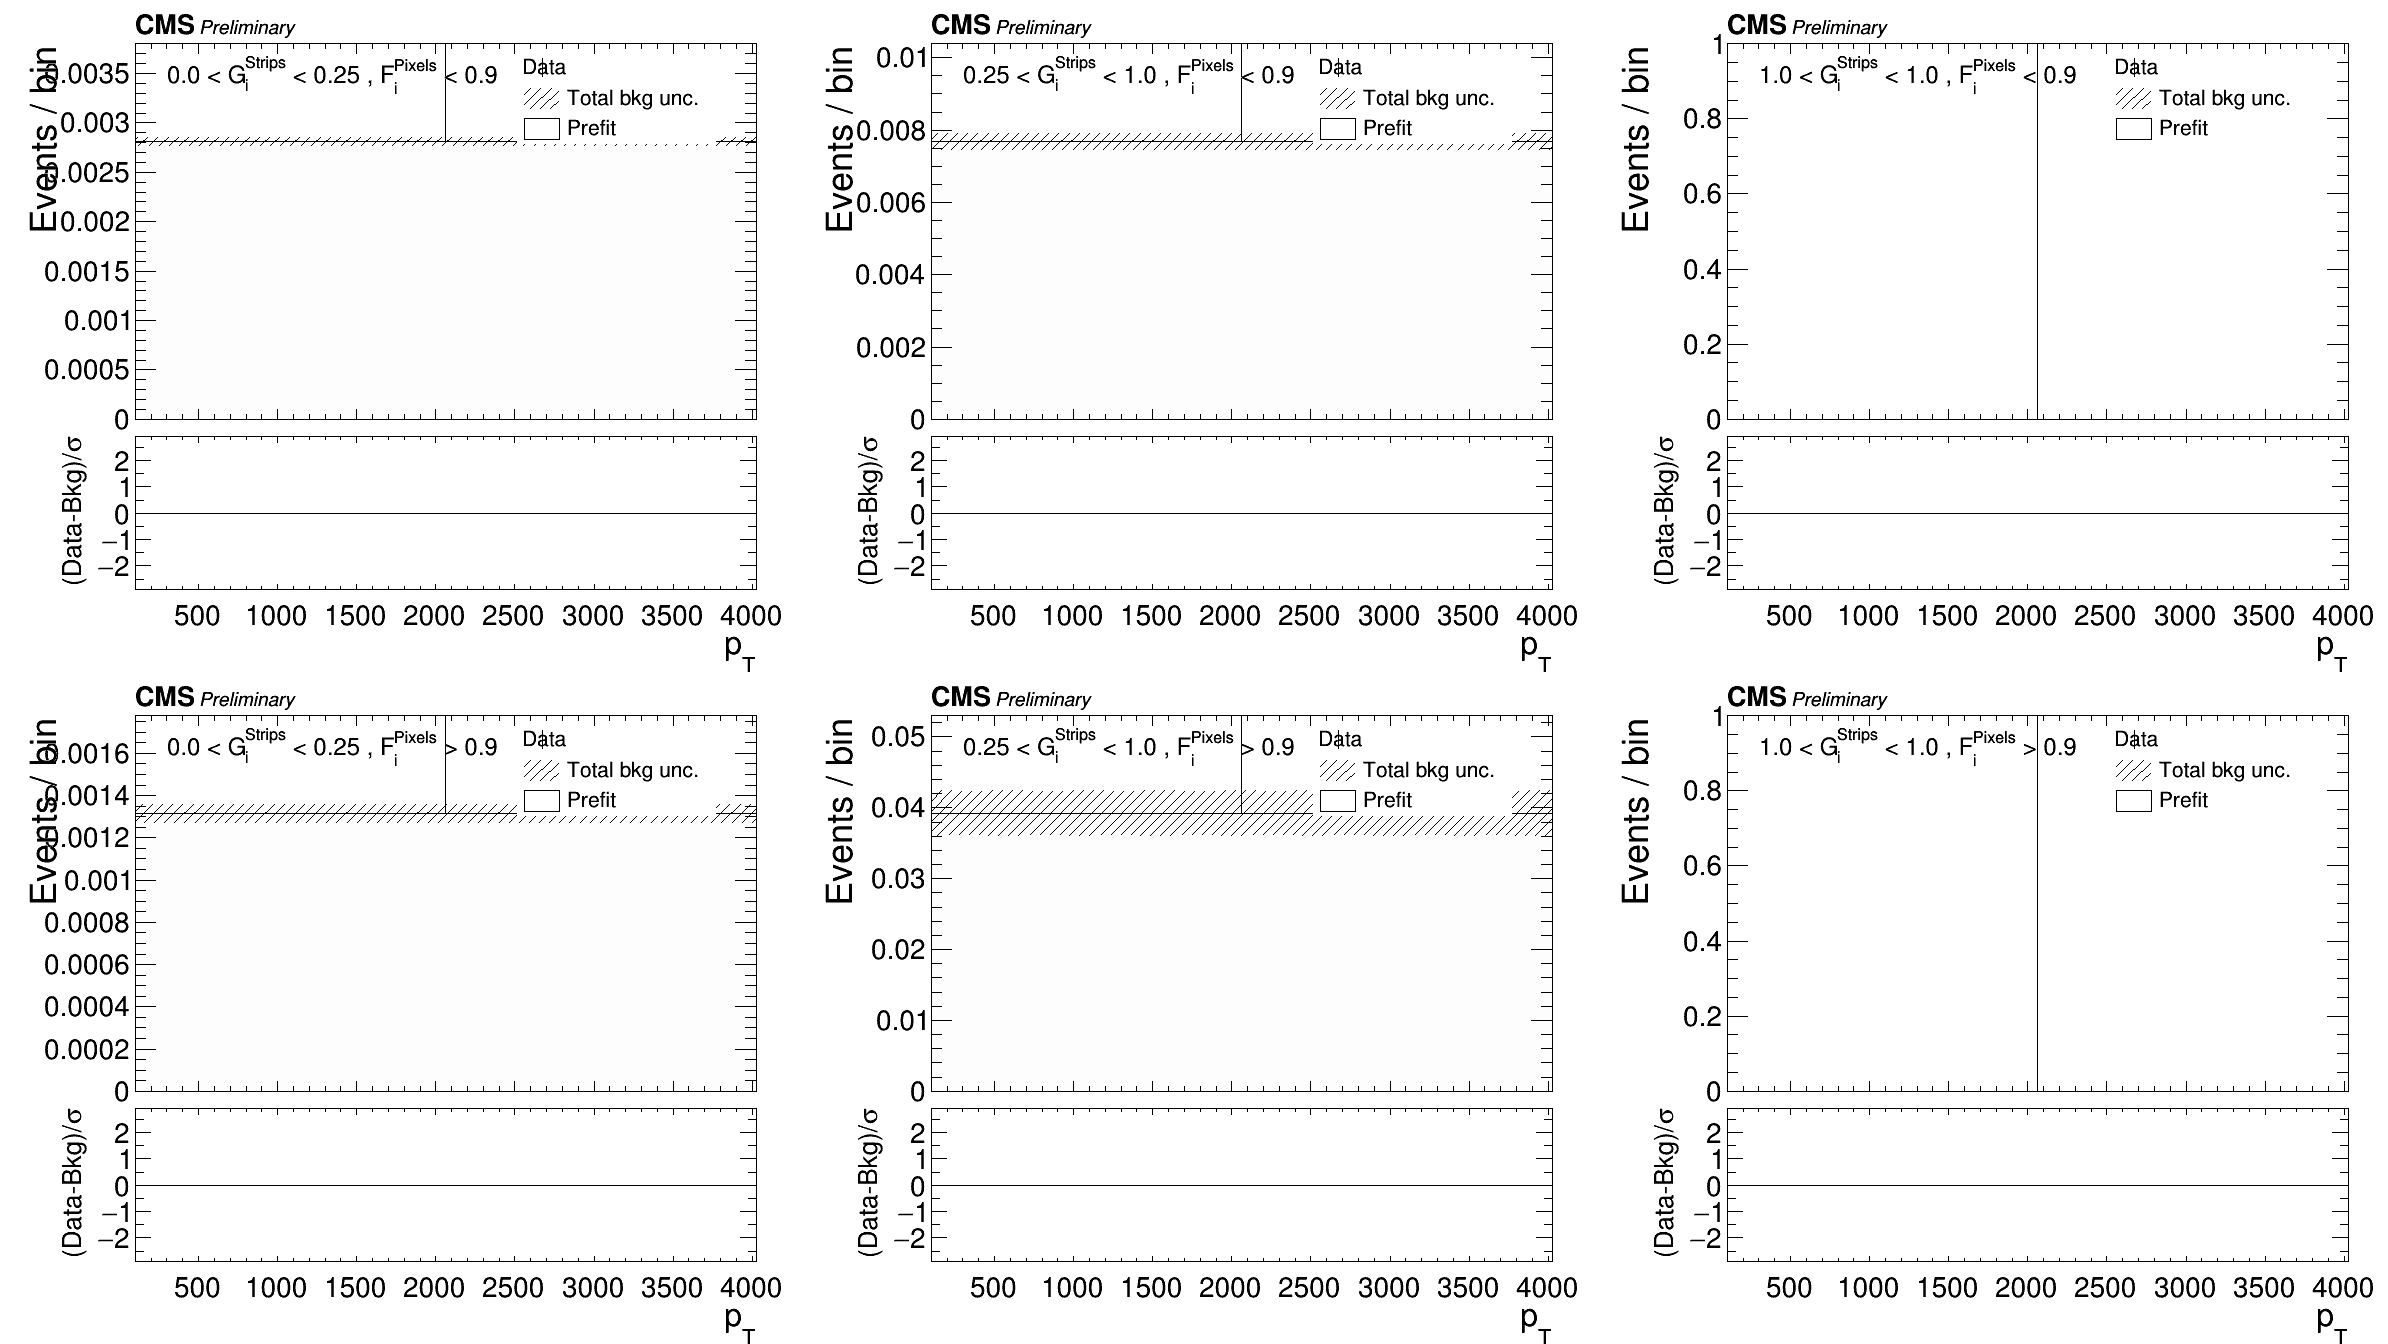 CMS Preliminary
Events / bin
0.0 < G_i^Strips < 0.25 , F_i^Pixels < 0.9
Data
Total bkg unc.
Prefit
0.0035
0.003
0.0025
0.002
0.0015
0.001
0.0005
0
(Data-Bkg)/σ
2
1
0
−1
−2
500 1000 1500 2000 2500 3000 3500 4000
p_T
CMS Preliminary
Events / bin
0.25 < G_i^Strips < 1.0 , F_i^Pixels < 0.9
Data
Total bkg unc.
Prefit
0.01
0.008
0.006
0.004
0.002
0
(Data-Bkg)/σ
2
1
0
−1
−2
500 1000 1500 2000 2500 3000 3500 4000
p_T
CMS Preliminary
Events / bin
1.0 < G_i^Strips < 1.0 , F_i^Pixels < 0.9
Data
Total bkg unc.
Prefit
1
0.8
0.6
0.4
0.2
0
(Data-Bkg)/σ
2
1
0
−1
−2
500 1000 1500 2000 2500 3000 3500 4000
p_T
CMS Preliminary
Events / bin
0.0 < G_i^Strips < 0.25 , F_i^Pixels > 0.9
Data
Total bkg unc.
Prefit
0.0016
0.0014
0.0012
0.001
0.0008
0.0006
0.0004
0.0002
0
(Data-Bkg)/σ
2
1
0
−1
−2
500 1000 1500 2000 2500 3000 3500 4000
p_T
CMS Preliminary
Events / bin
0.25 < G_i^Strips < 1.0 , F_i^Pixels > 0.9
Data
Total bkg unc.
Prefit
0.05
0.04
0.03
0.02
0.01
0
(Data-Bkg)/σ
2
1
0
−1
−2
500 1000 1500 2000 2500 3000 3500 4000
p_T
CMS Preliminary
Events / bin
1.0 < G_i^Strips < 1.0 , F_i^Pixels > 0.9
Data
Total bkg unc.
Prefit
1
0.8
0.6
0.4
0.2
0
(Data-Bkg)/σ
2
1
0
−1
−2
500 1000 1500 2000 2500 3000 3500 4000
p_T